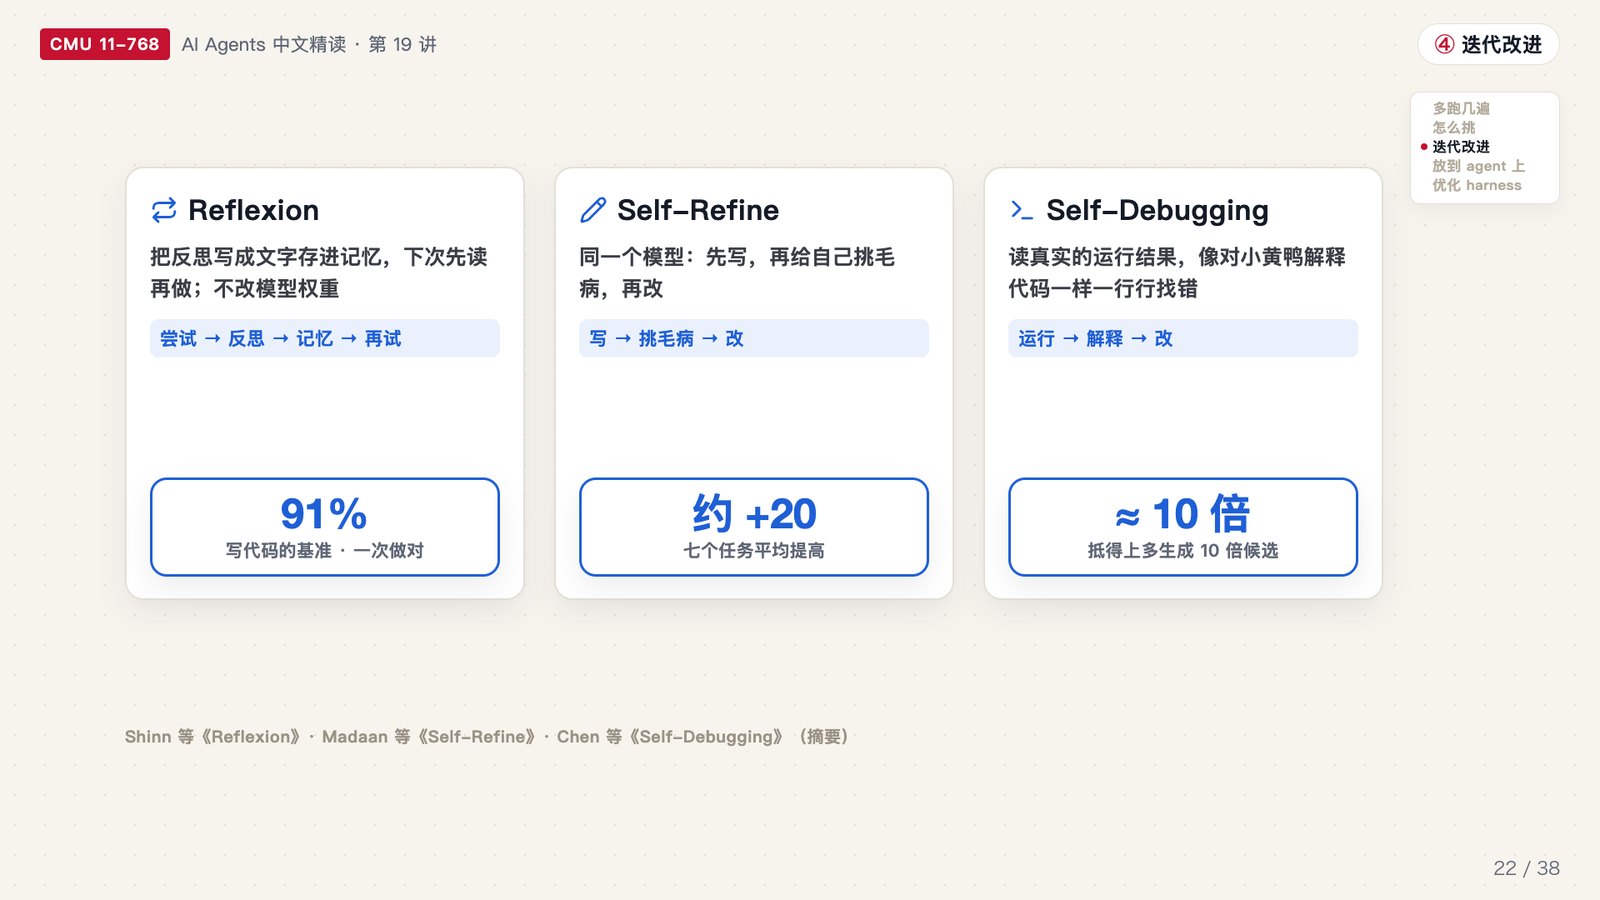 CMU 11-768 AI Agents 中文精读 · 第 19 讲
④ 迭代改进
多跑几遍
怎么挑
迭代改进
放到 agent 上
优化 harness
Reflexion
把反思写成文字存进记忆，下次先读
再做；不改模型权重
尝试 → 反思 → 记忆 → 再试
91%
写代码的基准 · 一次做对
Self-Refine
同一个模型：先写，再给自己挑毛
病，再改
写 → 挑毛病 → 改
约 +20
七个任务平均提高
Self-Debugging
读真实的运行结果，像对小黄鸭解释
代码一样一行行找错
运行 → 解释 → 改
≈ 10 倍
抵得上多生成 10 倍候选
Shinn 等《Reflexion》· Madaan 等《Self-Refine》· Chen 等《Self-Debugging》（摘要）
22 / 38